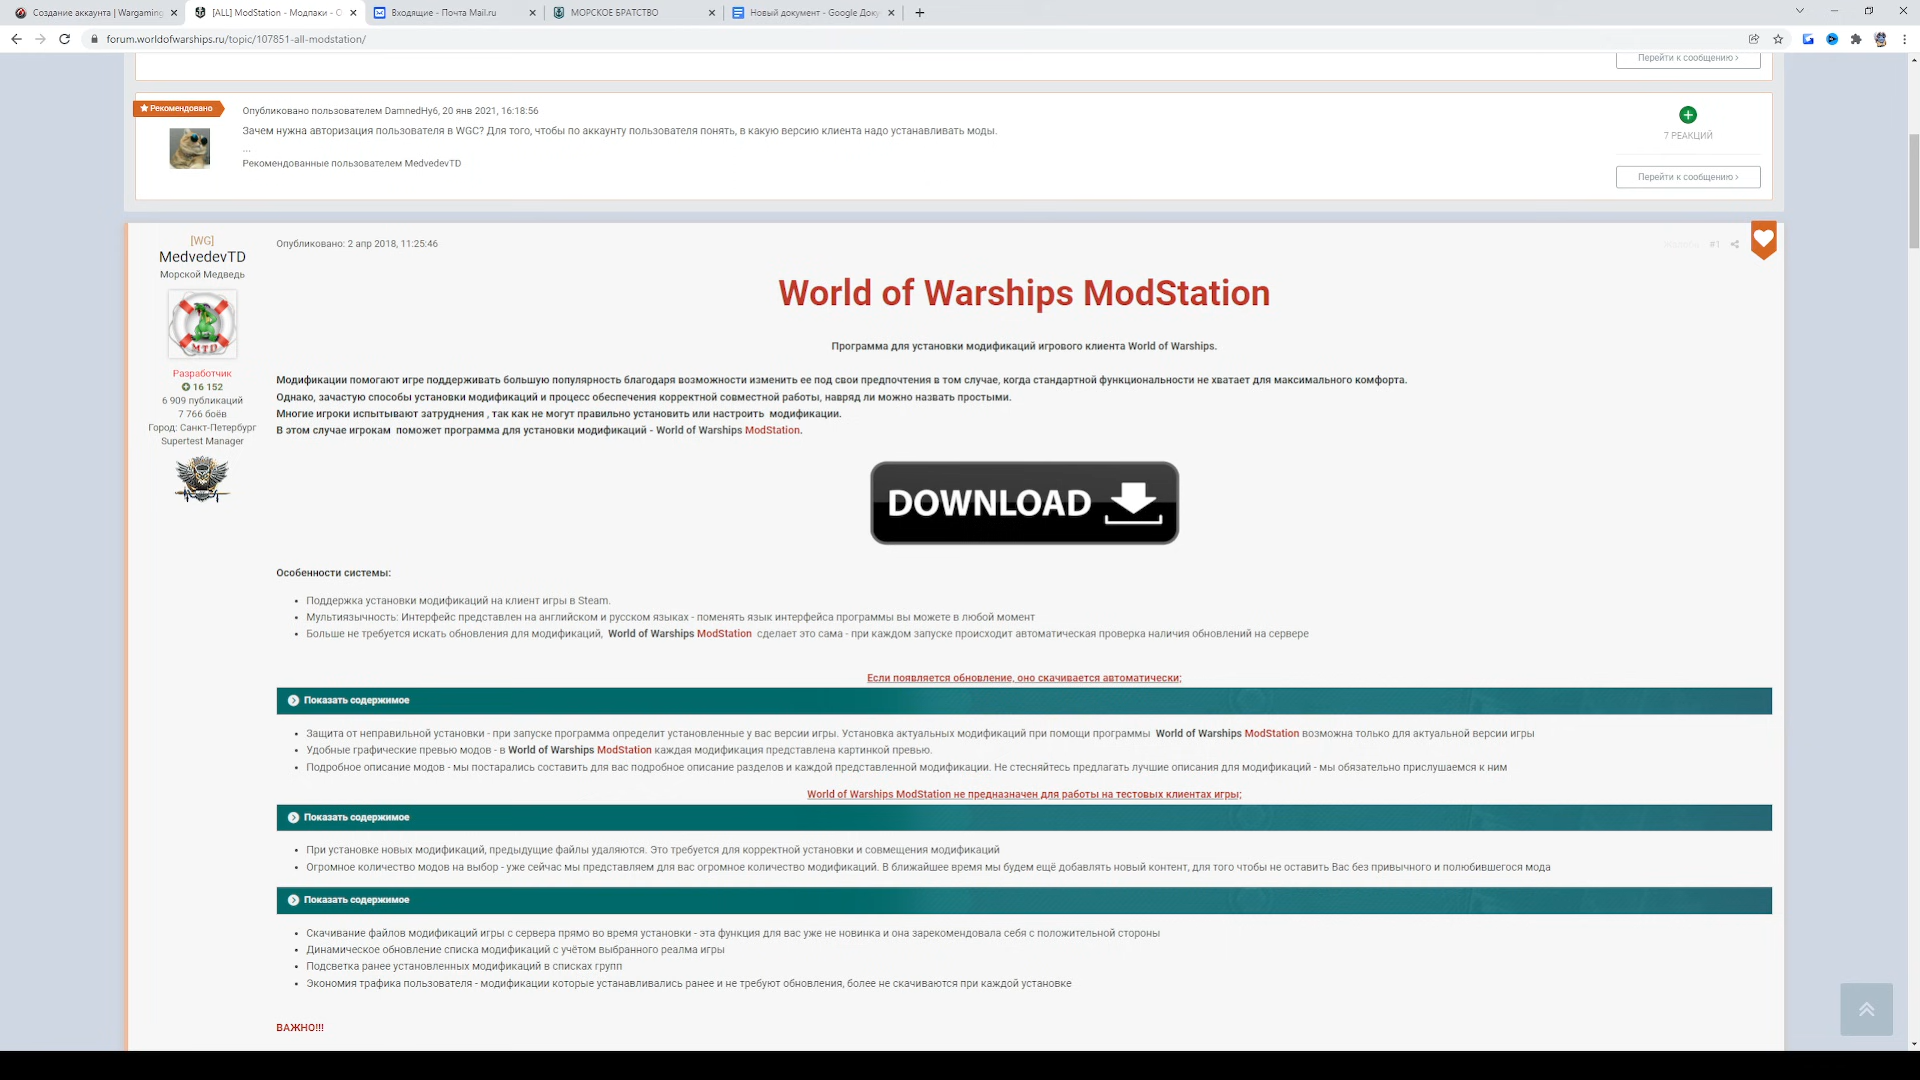 Создание аккаунта | Wargaming
[ALL] ModStation - Модпаки - С
Входящие - Почта Mail.ru
МОРСКОЕ БРАТСТВО
Новый документ - Google Доку
forum.worldofwarships.ru/topic/107851-all-modstation/
Перейти к сообщению ›
Рекомендовано
Опубликовано пользователем DamnedHy6, 20 янв 2021, 16:18:56
Зачем нужна авторизация пользователя в WGC? Для того, чтобы по аккаунту пользователя понять, в какую версию клиента надо устанавливать моды.
...
Рекомендованные пользователем MedvedevTD
7 РЕАКЦИЙ
Перейти к сообщению ›
[WG]
MedvedevTD
Морской Медведь
MTD
Разработчик
16 152
6 909 публикаций
7 766 боёв
Город: Санкт-Петербург
Supertest Manager
Опубликовано: 2 апр 2018, 11:25:46
#1
World of Warships ModStation
Программа для установки модификаций игрового клиента World of Warships.
Модификации помогают игре поддерживать большую популярность благодаря возможности изменить ее под свои предпочтения в том случае, когда стандартной функциональности не хватает для максимального комфорта.
Однако, зачастую способы установки модификаций и процесс обеспечения корректной совместной работы, навряд ли можно назвать простыми.
Многие игроки испытывают затруднения , так как не могут правильно установить или настроить модификации.
В этом случае игрокам поможет программа для установки модификаций - World of Warships ModStation.
DOWNLOAD
Особенности системы:
• Поддержка установки модификаций на клиент игры в Steam.
• Мультиязычность: Интерфейс представлен на английском и русском языках - поменять язык интерфейса программы вы можете в любой момент
• Больше не требуется искать обновления для модификаций, World of Warships ModStation сделает это сама - при каждом запуске происходит автоматическая проверка наличия обновлений на сервере
Если появляется обновление, оно скачивается автоматически;
Показать содержимое
• Защита от неправильной установки - при запуске программа определит установленные у вас версии игры. Установка актуальных модификаций при помощи программы World of Warships ModStation возможна только для актуальной версии игры
• Удобные графические превью модов - в World of Warships ModStation каждая модификация представлена картинкой превью.
• Подробное описание модов - мы постарались составить для вас подробное описание разделов и каждой представленной модификации. Не стесняйтесь предлагать лучшие описания для модификаций - мы обязательно прислушаемся к ним
World of Warships ModStation не предназначен для работы на тестовых клиентах игры;
Показать содержимое
• При установке новых модификаций, предыдущие файлы удаляются. Это требуется для корректной установки и совмещения модификаций
• Огромное количество модов на выбор - уже сейчас мы представляем для вас огромное количество модификаций. В ближайшее время мы будем ещё добавлять новый контент, для того чтобы не оставить Вас без привычного и полюбившегося мода
Показать содержимое
• Скачивание файлов модификаций игры с сервера прямо во время установки - эта функция для вас уже не новинка и она зарекомендовала себя с положительной стороны
• Динамическое обновление списка модификаций с учётом выбранного реалма игры
• Подсветка ранее установленных модификаций в списках групп
• Экономия трафика пользователя - модификации которые устанавливались ранее и не требуют обновления, более не скачиваются при каждой установке
ВАЖНО!!!